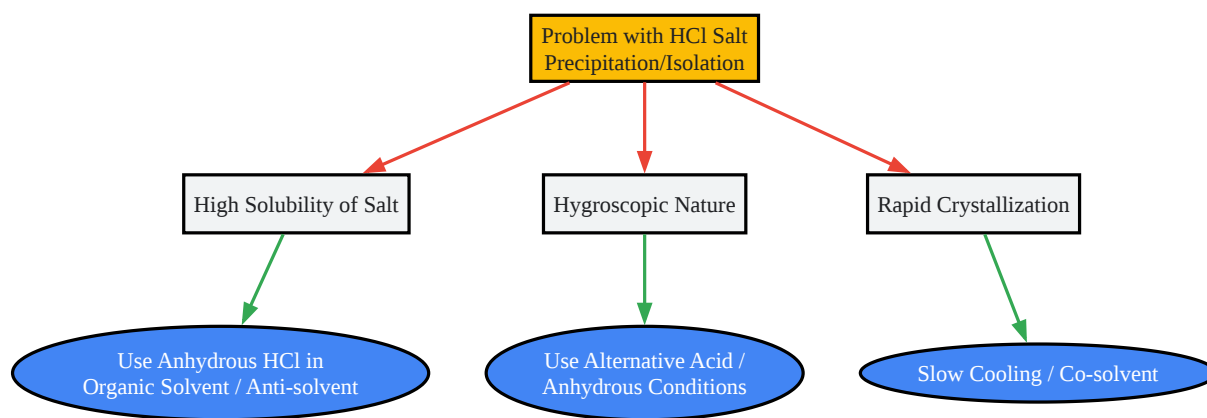 Problem with HCl Salt
Precipitation/Isolation
High Solubility of Salt
Hygroscopic Nature
Rapid Crystallization
Use Anhydrous HCl in
Organic Solvent / Anti-solvent
Use Alternative Acid /
Anhydrous Conditions
Slow Cooling / Co-solvent